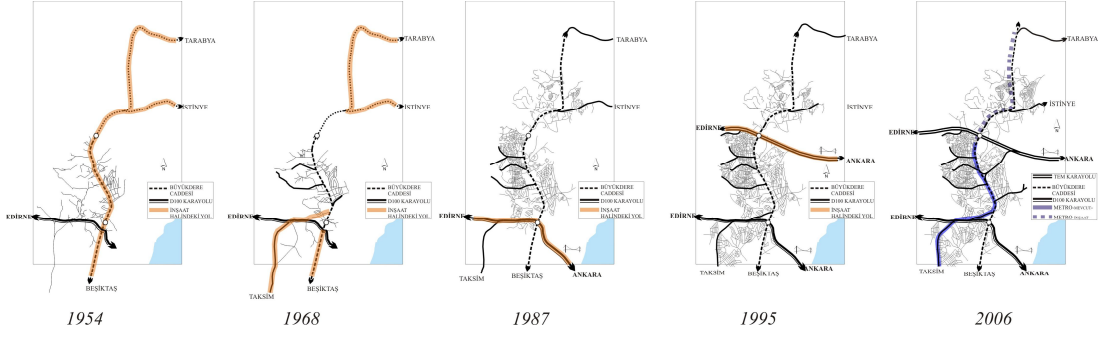 TARABYA
İSTİNYE
BÜYÜKDERE
CADDESİ
D100 KARAYOLU
İNŞAAT
HALİNDEKİ YOL
EDİRNE
BEŞİKTAŞ
1954
TARABYA
İSTİNYE
BÜYÜKDERE
CADDESİ
D100 KARAYOLU
İNŞAAT
HALİNDEKİ YOL
EDİRNE
BEŞİKTAŞ
TAKSİM
1968
TARABYA
İSTİNYE
BÜYÜKDERE
CADDESİ
D100 KARAYOLU
İNŞAAT
HALİNDEKİ YOL
EDİRNE
TAKSİM
BEŞİKTAŞ
ANKARA
1987
TARABYA
İSTİNYE
EDİRNE
ANKARA
BÜYÜKDERE
CADDESİ
D100 KARAYOLU
İNŞAAT
HALİNDEKİ YOL
EDİRNE
TAKSİM
BEŞİKTAŞ
ANKARA
1995
TARABYA
İSTİNYE
EDİRNE
ANKARA
TEM KARAYOLU
BÜYÜKDERE
CADDESİ
D100 KARAYOLU
METRO-MEVCUT-
METRO-İNŞAAT
EDİRNE
TAKSİM
BEŞİKTAŞ
ANKARA
2006